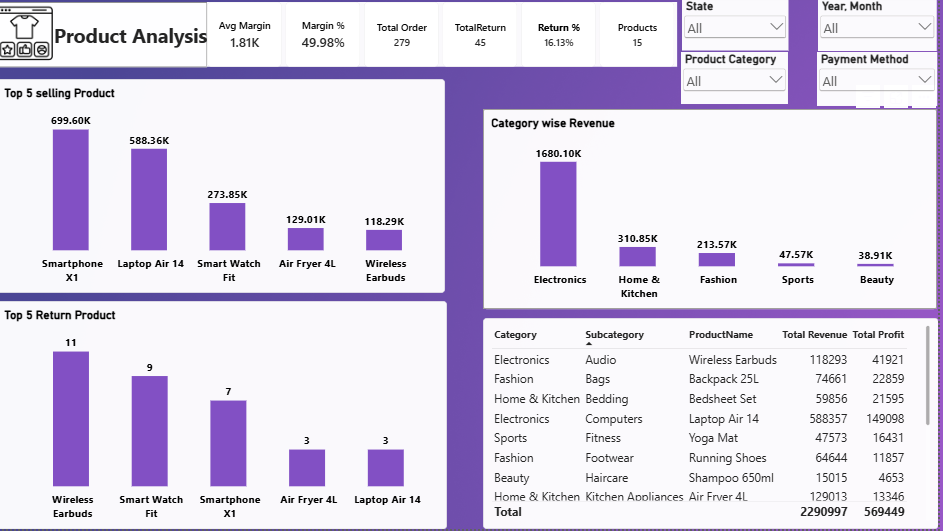 Product Analysis
Avg Margin
1.81K
Margin %
49.98%
Total Order
279
TotalReturn
45
Return %
16.13%
Products
15
State
All
Year, Month
All
Product Category
All
Payment Method
All
Top 5 selling Product
699.60K
588.36K
273.85K
129.01K
118.29K
Smartphone X1
Laptop Air 14
Smart Watch Fit
Air Fryer 4L
Wireless Earbuds
Category wise Revenue
1680.10K
310.85K
213.57K
47.57K
38.91K
Electronics
Home & Kitchen
Fashion
Sports
Beauty
Top 5 Return Product
11
9
7
3
3
Wireless Earbuds
Smart Watch Fit
Smartphone X1
Air Fryer 4L
Laptop Air 14
Category Subcategory ProductName Total Revenue Total Profit
Electronics Audio Wireless Earbuds 118293 41921
Fashion Bags Backpack 25L 74661 22859
Home & Kitchen Bedding Bedsheet Set 59856 21595
Electronics Computers Laptop Air 14 588357 149098
Sports Fitness Yoga Mat 47573 16431
Fashion Footwear Running Shoes 64644 11857
Beauty Haircare Shampoo 650ml 15015 4653
Home & Kitchen Kitchen Appliances Air Fryer 4L 129013 13346
Total 2290997 569449